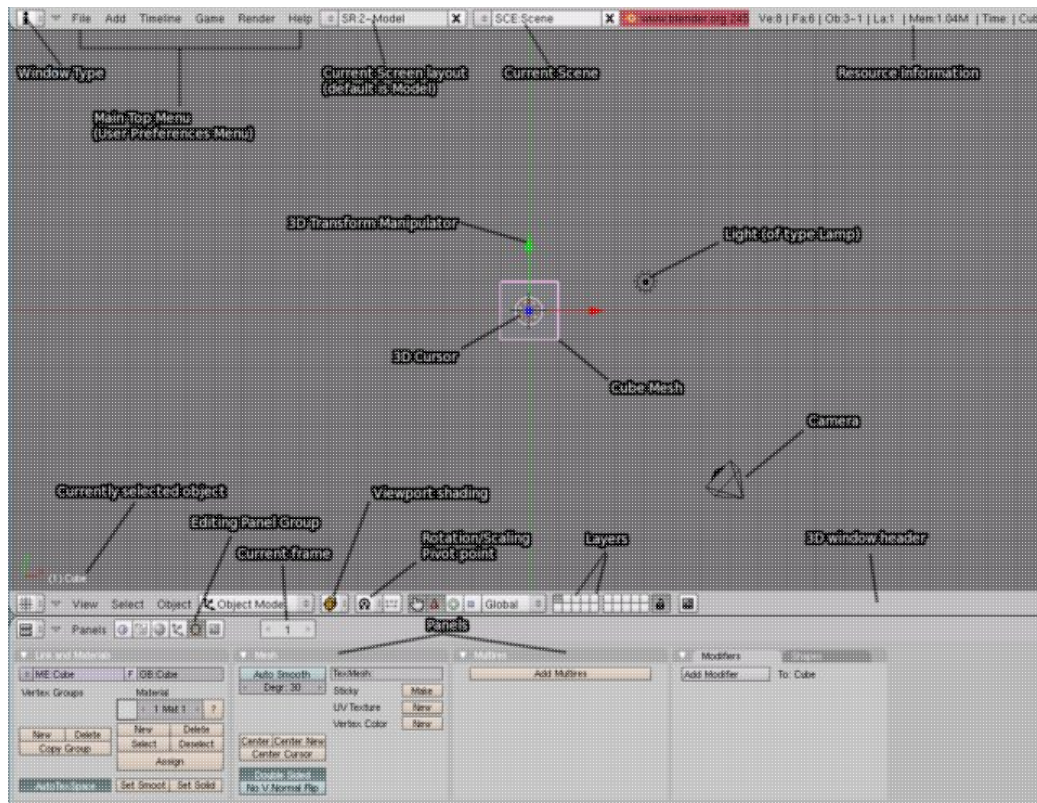 File Add Timeline Game Render Help SR:2-Model X SCE:Scene X www.blender.org 245 Ve:8 | Fa:6 | Ob:3-1 | La:1 | Mem:1.04M | Time: | Cub
Window Type
Current Screen layout
(default is Model)
Current Scene
Resource Information
Main Top Menu
(User Preferences Menu)
3D Transform Manipulator
Light (of type Lamp)
3D Cursor
Cube Mesh
Camera
Currently selected object
Viewport shading
Editing Panel Group
Current frame
Rotation/Scaling
Pivot point
Layers
3D window header
(1) Cube
View Select Object Object Mode Global
Panels 1
Panels
Link and Materials Mesh Multires Modifiers Shapes
ME:Cube F OB:Cube Auto Smooth TexMesh: Add Multires Add Modifier To: Cube
Degr: 30
Vertex Groups Material Sticky Make
1 Mat 1 ? UV Texture New
Vertex Color New
New Delete New Delete
Copy Group Select Deselect Center Center New
Assign Center Cursor
Double Sided
AutoTexSpace Set Smoot Set Solid No V.Normal Flip